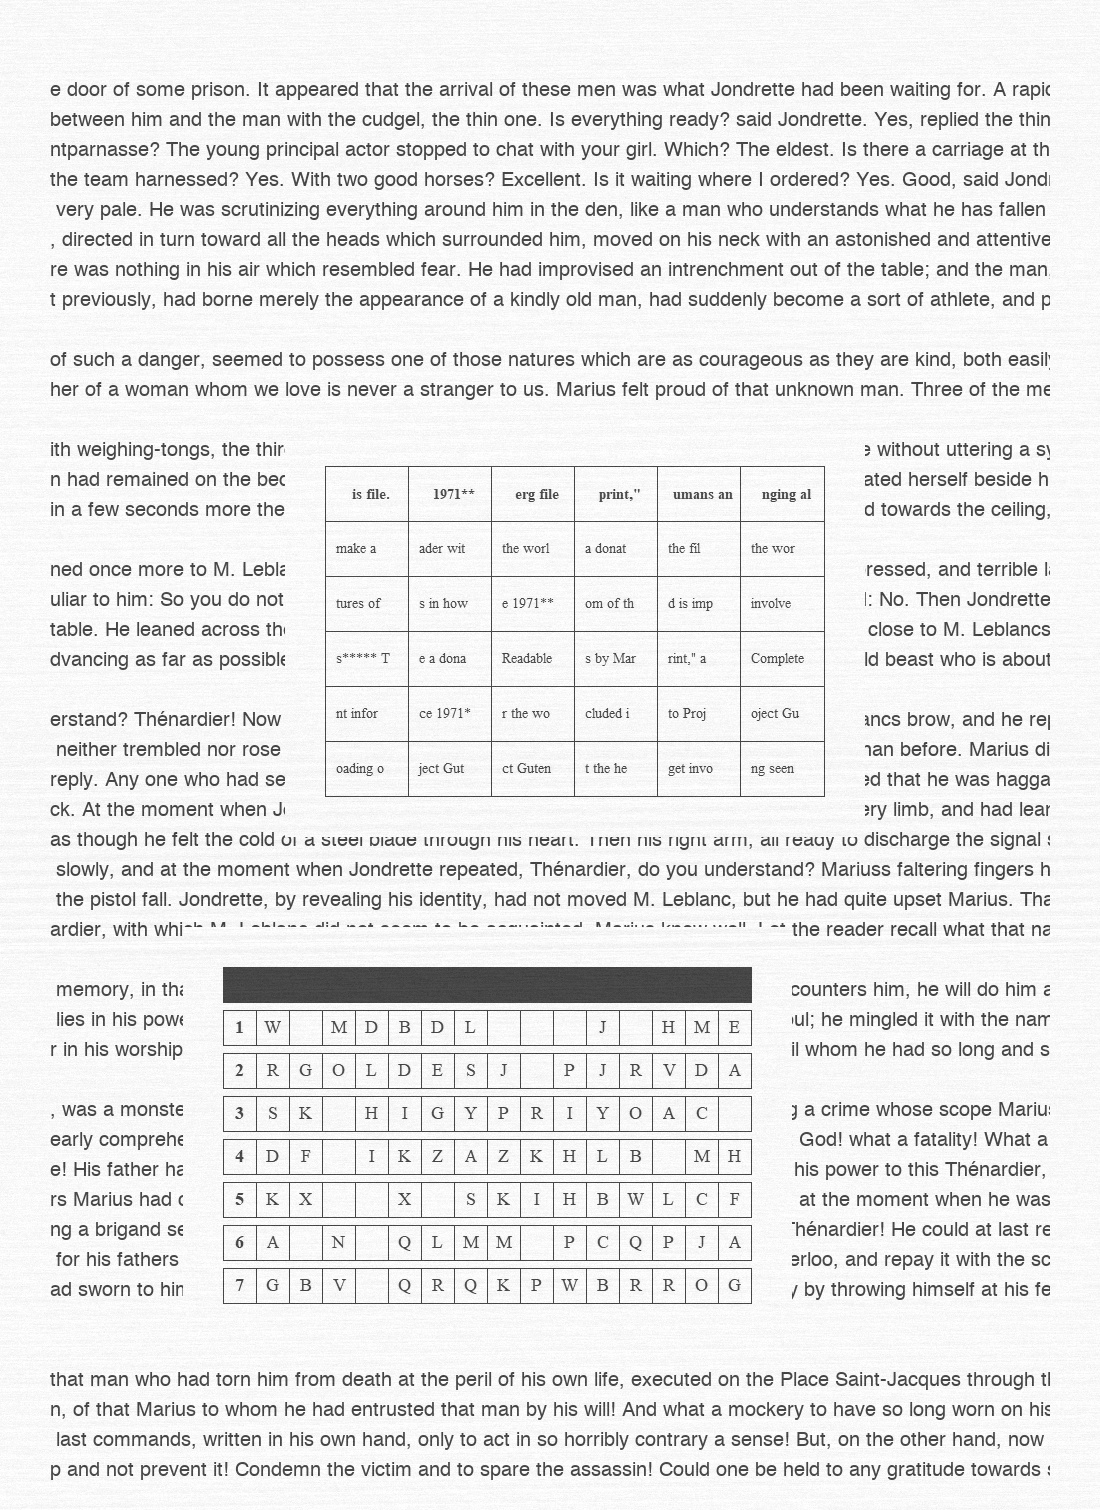 e door of some prison. It appeared that the arrival of these men was what Jondrette had been waiting for. A rapid
between him and the man with the cudgel, the thin one. Is everything ready? said Jondrette. Yes, replied the thin
ntparnasse? The young principal actor stopped to chat with your girl. Which? The eldest. Is there a carriage at th
the team harnessed? Yes. With two good horses? Excellent. Is it waiting where I ordered? Yes. Good, said Jond
very pale. He was scrutinizing everything around him in the den, like a man who understands what he has fallen
, directed in turn toward all the heads which surrounded him, moved on his neck with an astonished and attentive
re was nothing in his air which resembled fear. He had improvised an intrenchment out of the table; and the man
t previously, had borne merely the appearance of a kindly old man, had suddenly become a sort of athlete, and p
of such a danger, seemed to possess one of those natures which are as courageous as they are kind, both easily
her of a woman whom we love is never a stranger to us. Marius felt proud of that unknown man. Three of the me
ith weighing-tongs, the thir
n had remained on the bed
in a few seconds more the
ned once more to M. Lebla
uliar to him: So you do not
table. He leaned across the
dvancing as far as possible
erstand? Thénardier! Now
neither trembled nor rose
reply. Any one who had se
ck. At the moment when Jo
is file. 1971** erg file print," umans an nging al
make a ader wit the worl a donat the fil the wor
tures of s in how e 1971** om of th d is imp involve
s***** T e a dona Readable s by Mar rint," a Complete
nt infor ce 1971* r the wo cluded i to Proj oject Gu
oading o ject Gut ct Guten t the he get invo ng seen
e without uttering a sy
ated herself beside h
d towards the ceiling,
ressed, and terrible la
: No. Then Jondrette
close to M. Leblancs
ld beast who is about
ancs brow, and he rep
nan before. Marius di
ed that he was hagga
ery limb, and had lear
as though he felt the cold of a steel blade through his heart. Then his right arm, all ready to discharge the signal s
slowly, and at the moment when Jondrette repeated, Thénardier, do you understand? Mariuss faltering fingers h
the pistol fall. Jondrette, by revealing his identity, had not moved M. Leblanc, but he had quite upset Marius. Tha
ardier, with which M. Leblanc did not seem to be acquainted, Marius knew well. Let the reader recall what that na
memory, in tha
lies in his powe
r in his worship
, was a monste
early comprehe
e! His father ha
rs Marius had d
ng a brigand se
for his fathers
ad sworn to him
1 W M D B D L J H M E
2 R G O L D E S J P J R V D A
3 S K H I G Y P R I Y O A C
4 D F I K Z A Z K H L B M H
5 K X X S K I H B W L C F
6 A N Q L M M P C Q P J A
7 G B V Q R Q K P W B R R O G
counters him, he will do him a
oul; he mingled it with the nam
il whom he had so long and s
g a crime whose scope Marius
God! what a fatality! What a
his power to this Thénardier,
at the moment when he was
Thénardier! He could at last re
erloo, and repay it with the sc
y by throwing himself at his fe
that man who had torn him from death at the peril of his own life, executed on the Place Saint-Jacques through th
n, of that Marius to whom he had entrusted that man by his will! And what a mockery to have so long worn on his
last commands, written in his own hand, only to act in so horribly contrary a sense! But, on the other hand, now
p and not prevent it! Condemn the victim and to spare the assassin! Could one be held to any gratitude towards s